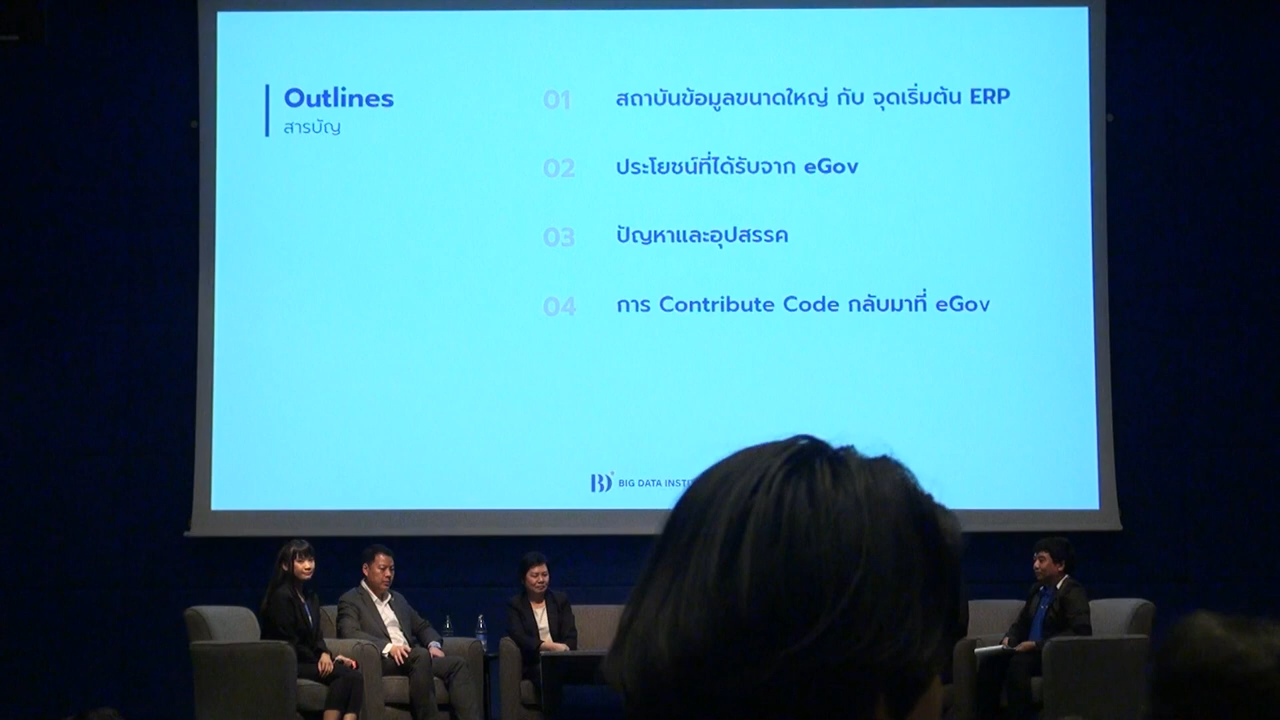 Outlines
สารบัญ
01 สถาบันข้อมูลขนาดใหญ่ กับ จุดเริ่มต้น ERP
02 ประโยชน์ที่ได้รับจาก eGov
03 ปัญหาและอุปสรรค
04 การ Contribute Code กลับมาที่ eGov
BIG DATA